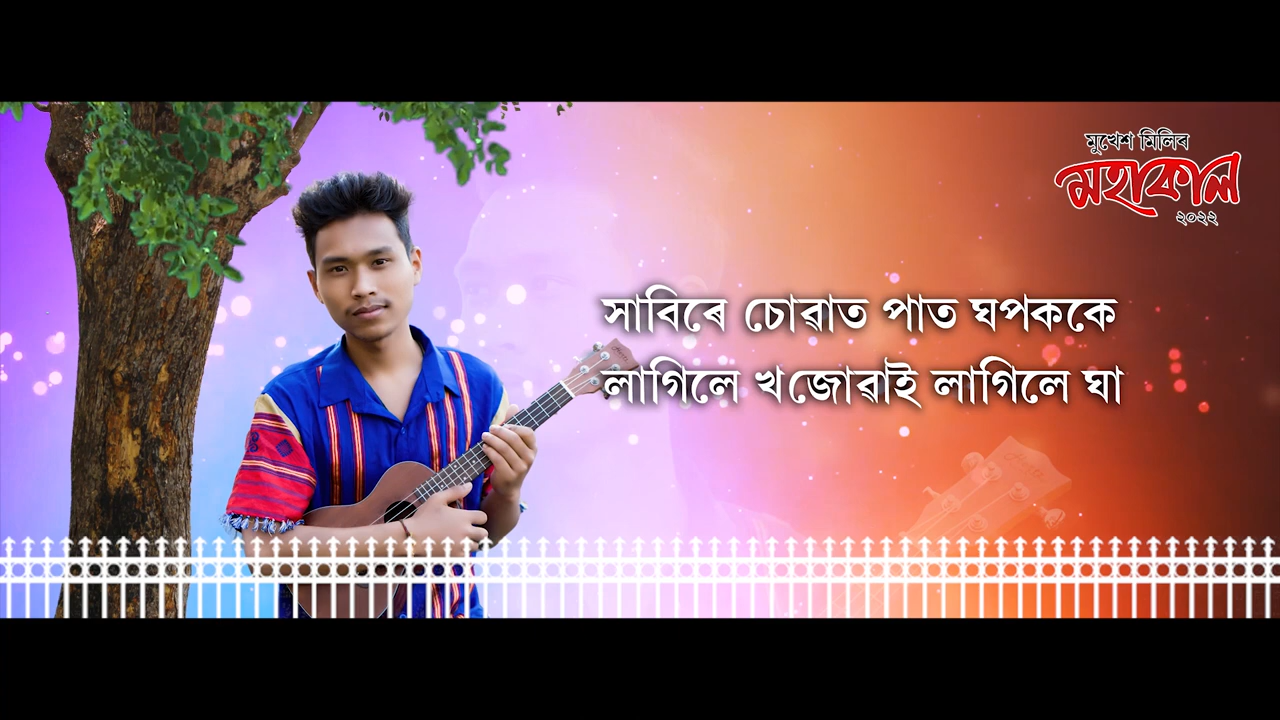 মুখেশ মিলিৰ
মহাকাল
২০২২
সাবিৰে চোৱাত পাত ঘপককে
লাগিলে খজোৱাই লাগিলে ঘা